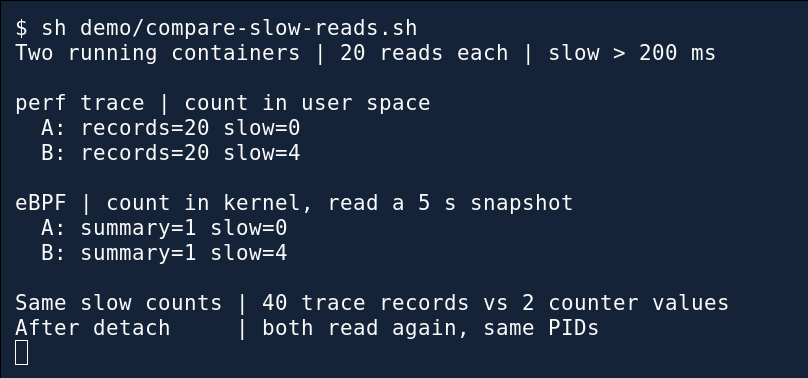 $ sh demo/compare-slow-reads.sh
Two running containers | 20 reads each | slow > 200 ms
perf trace | count in user space
A: records=20 slow=0
B: records=20 slow=4
eBPF | count in kernel, read a 5 s snapshot
A: summary=1 slow=0
B: summary=1 slow=4
Same slow counts | 40 trace records vs 2 counter values
After detach | both read again, same PIDs